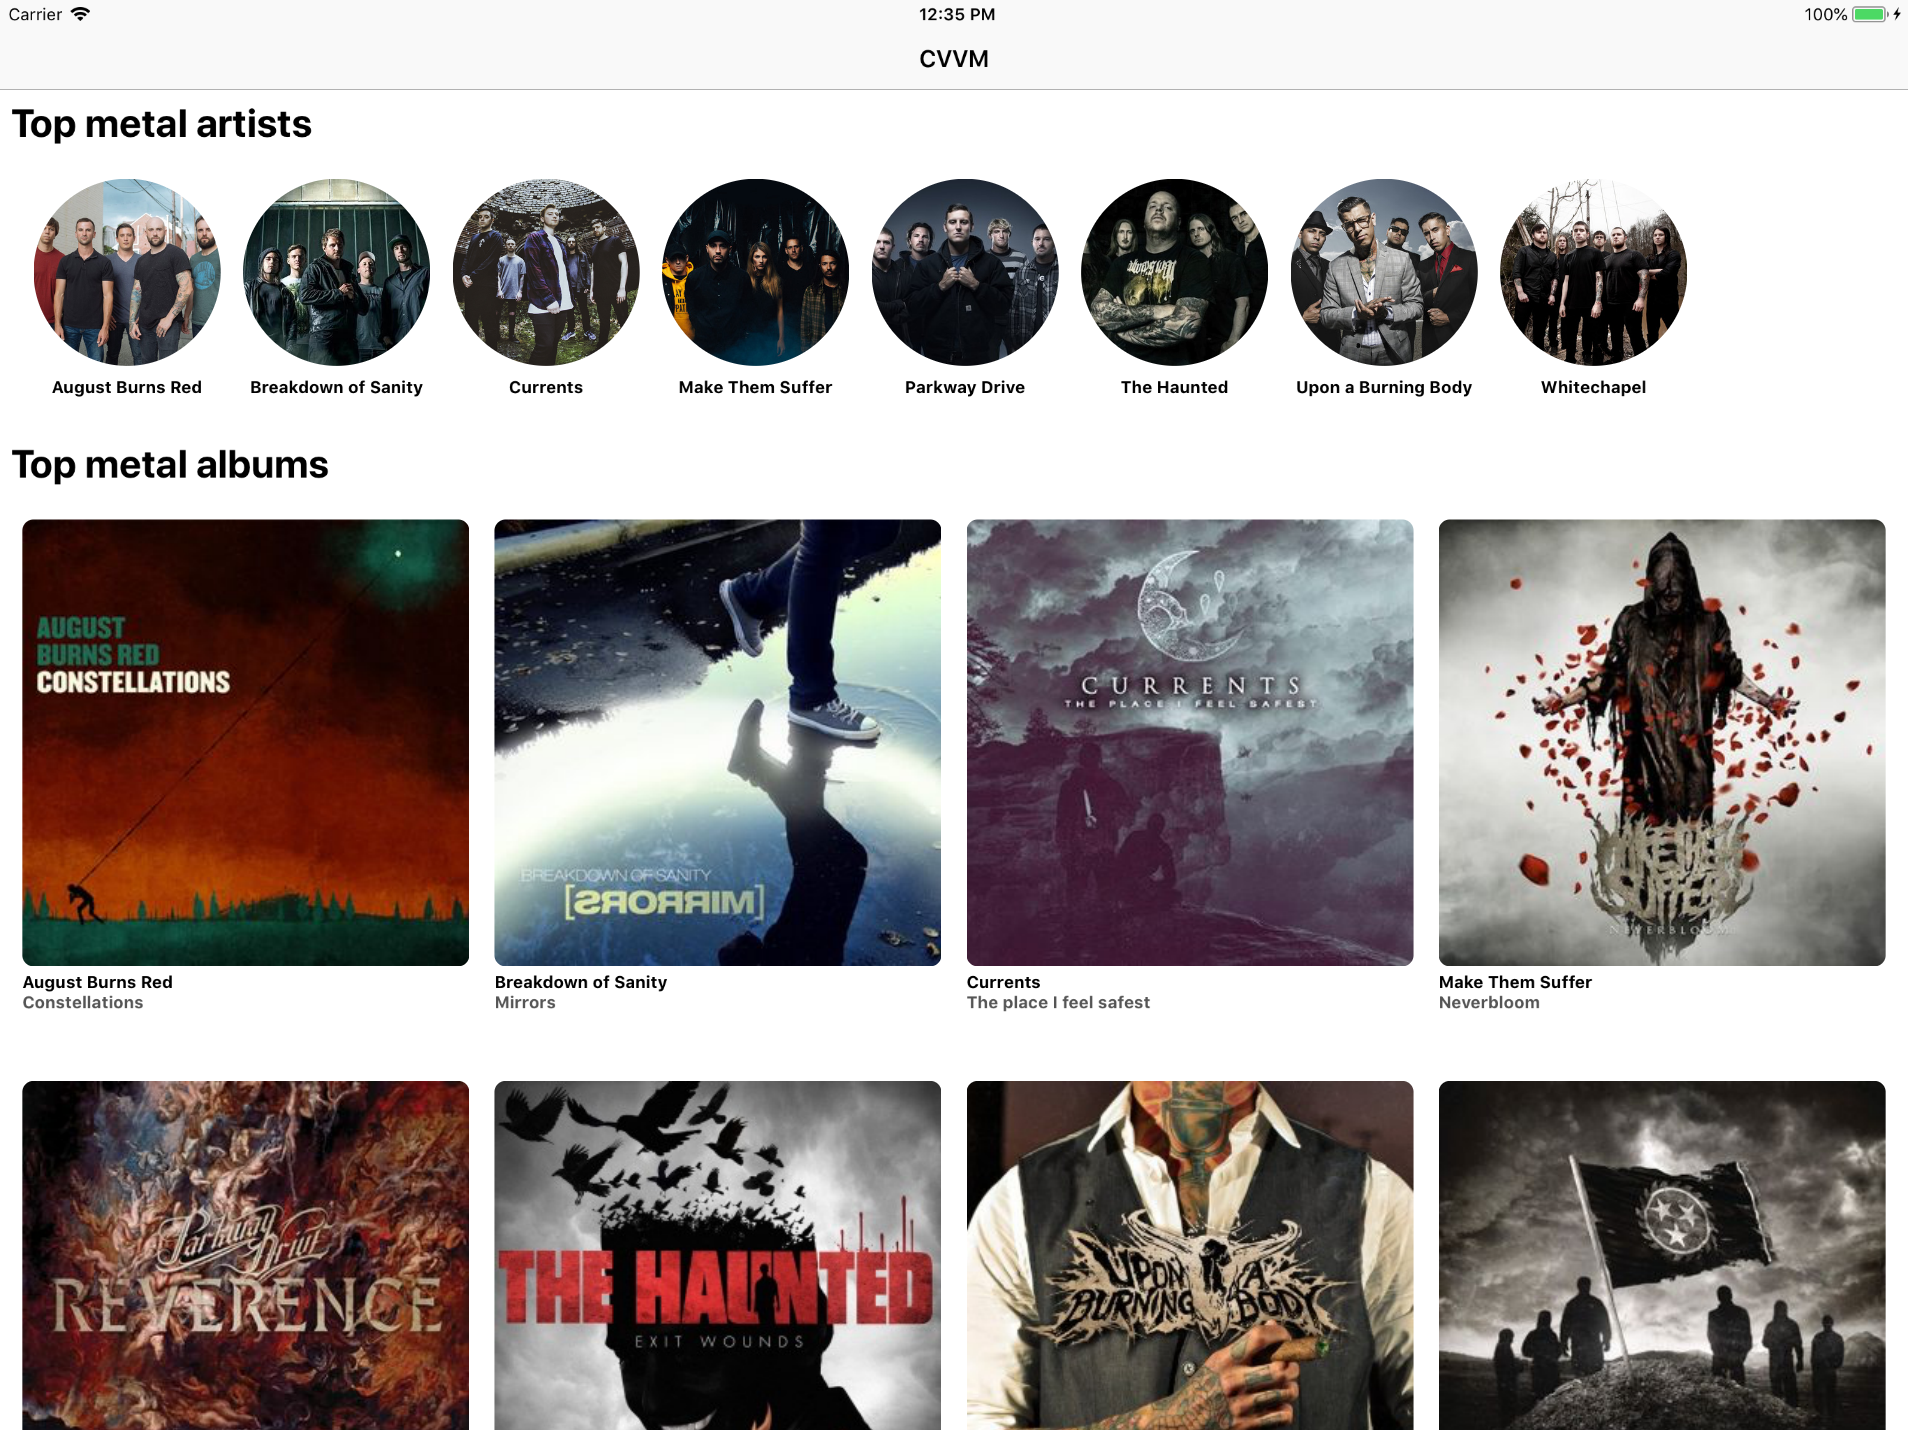 Carrier
12:35 PM
100%
CVVM
Top metal artists
August Burns Red
Breakdown of Sanity
Currents
Make Them Suffer
Parkway Drive
The Haunted
Upon a Burning Body
Whitechapel
Top metal albums
AUGUST
BURNS RED
CONSTELLATIONS
BREAKDOWN OF SANITY
[MIRRORS]
CURRENTS
THE PLACE I FEEL SAFEST
MAKE THEM
SUFFER
NEVERBLOOM
August Burns Red
Constellations
Breakdown of Sanity
Mirrors
Currents
The place I feel safest
Make Them Suffer
Neverbloom
Parkway
Drive
REVERENCE
THE HAUNTED
EXIT WOUNDS
UPON A
BURNING BODY